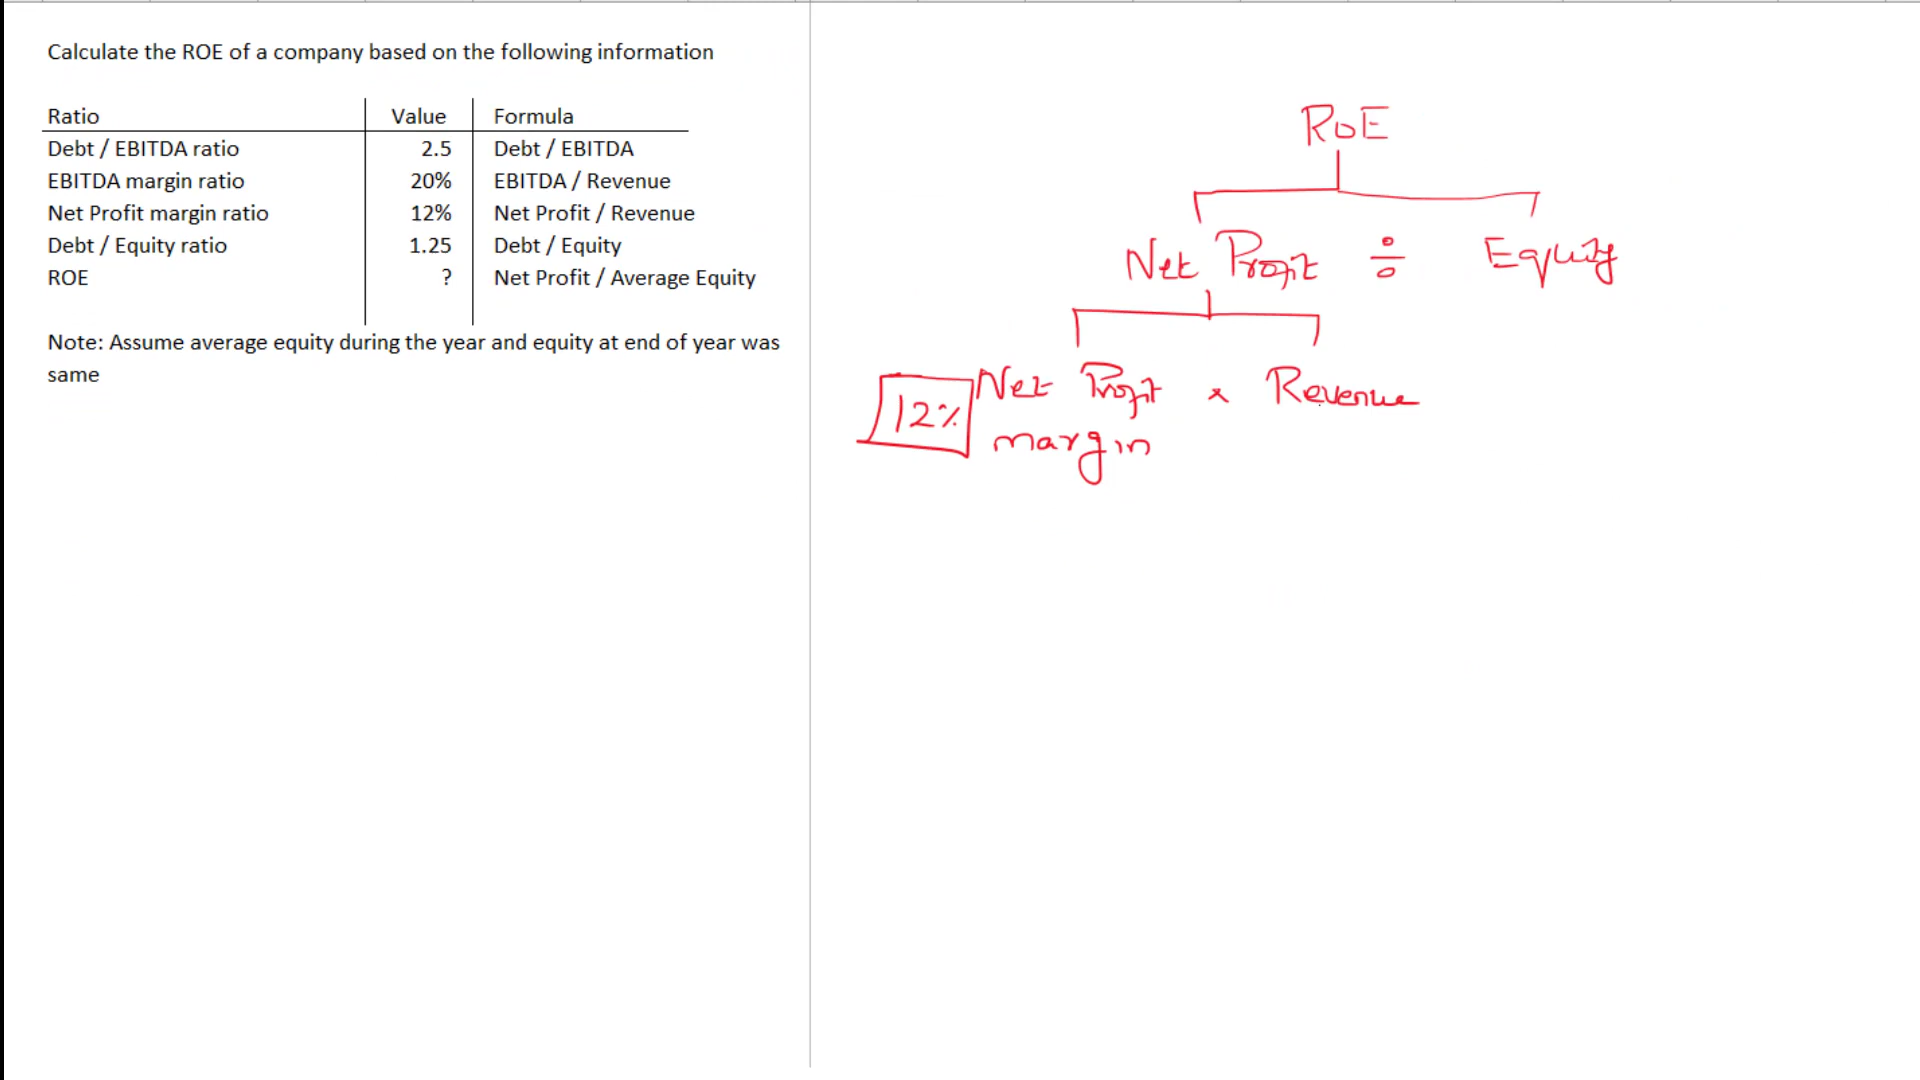 Calculate the ROE of a company based on the following information
Ratio Value Formula
Debt / EBITDA ratio 2.5 Debt / EBITDA
EBITDA margin ratio 20% EBITDA / Revenue
Net Profit margin ratio 12% Net Profit / Revenue
Debt / Equity ratio 1.25 Debt / Equity
ROE ? Net Profit / Average Equity
Note: Assume average equity during the year and equity at end of year was
same
RoE
Net Profit ÷ Equity
12% Net Profit × Revenue
margin